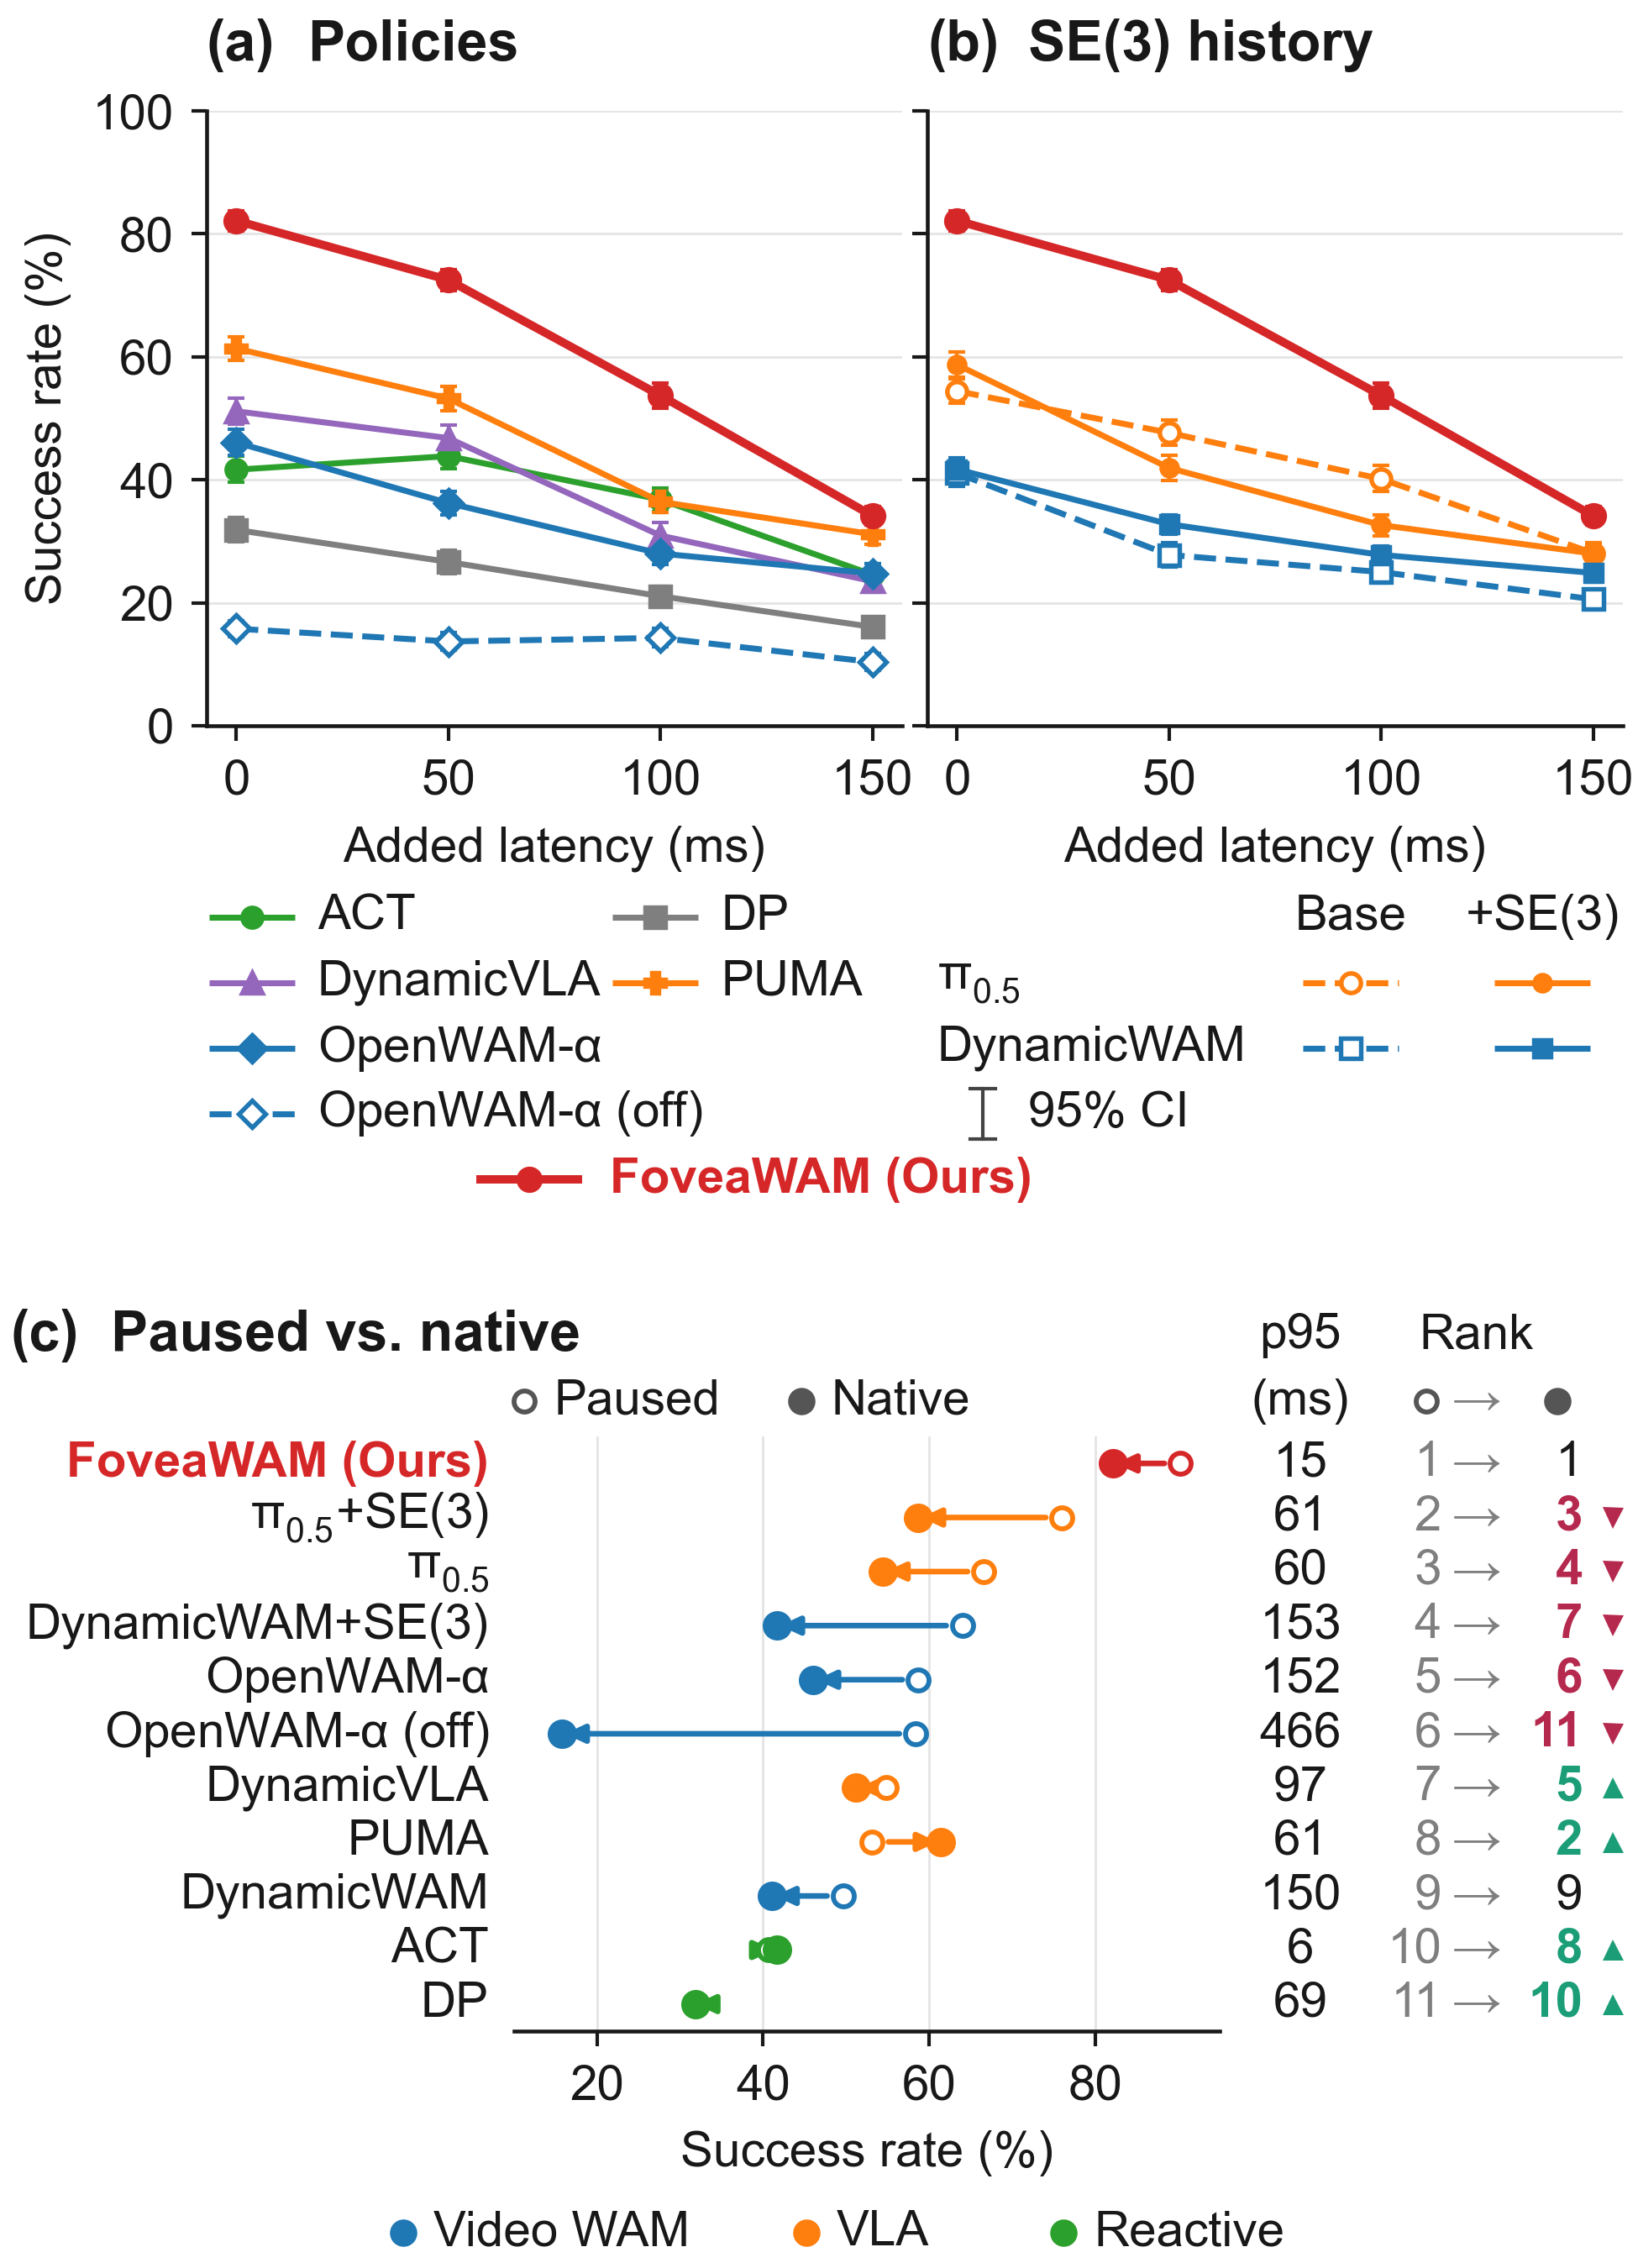 (a) Policies
(b) SE(3) history
Success rate (%)
100
80
60
40
20
0
0 50 100 150
0 50 100 150
Added latency (ms)
Added latency (ms)
ACT
DP
DynamicVLA
PUMA
OpenWAM-α
OpenWAM-α (off)
Base +SE(3)
π0.5
DynamicWAM
95% CI
FoveaWAM (Ours)
(c) Paused vs. native
p95 Rank
Paused Native (ms) →
FoveaWAM (Ours) 15 1 → 1
π0.5+SE(3) 61 2 → 3 ▼
π0.5 60 3 → 4 ▼
DynamicWAM+SE(3) 153 4 → 7 ▼
OpenWAM-α 152 5 → 6 ▼
OpenWAM-α (off) 466 6 → 11 ▼
DynamicVLA 97 7 → 5 ▲
PUMA 61 8 → 2 ▲
DynamicWAM 150 9 → 9
ACT 6 10 → 8 ▲
DP 69 11 → 10 ▲
20 40 60 80
Success rate (%)
Video WAM VLA Reactive